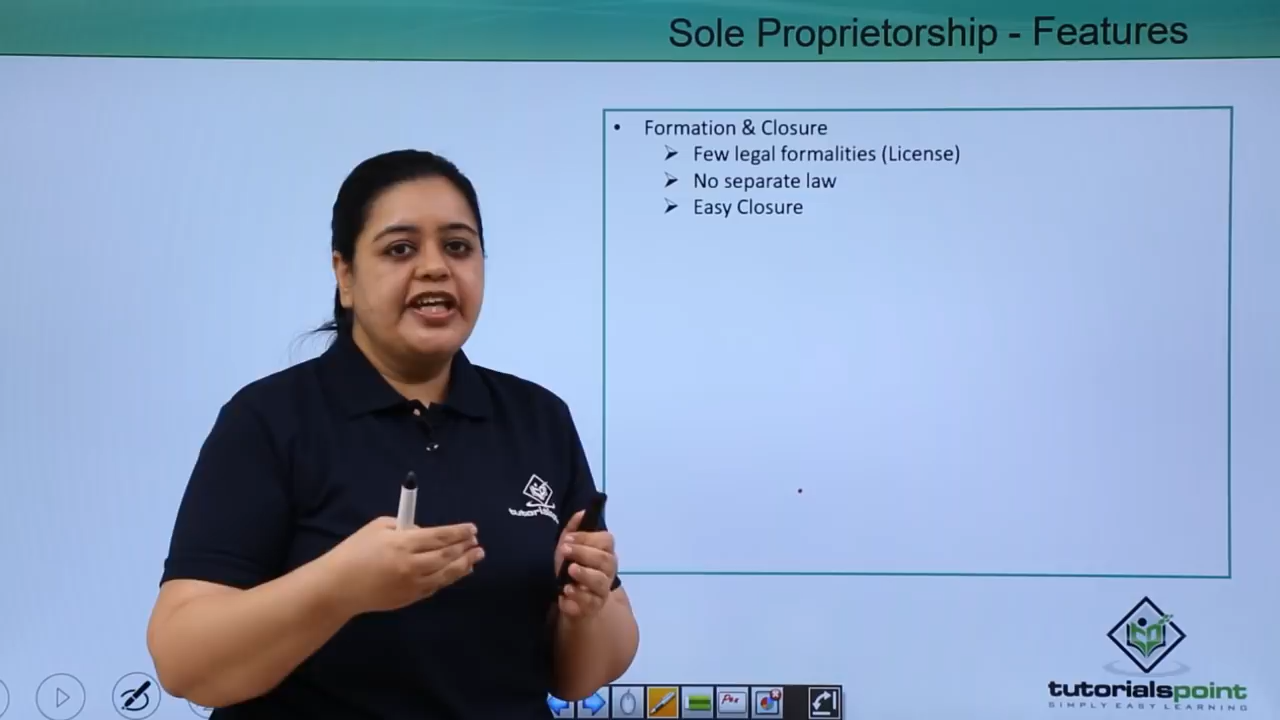 Sole Proprietorship - Features
• Formation & Closure
➢ Few legal formalities (License)
➢ No separate law
➢ Easy Closure
tutorialspoint
SIMPLY EASY LEARNING